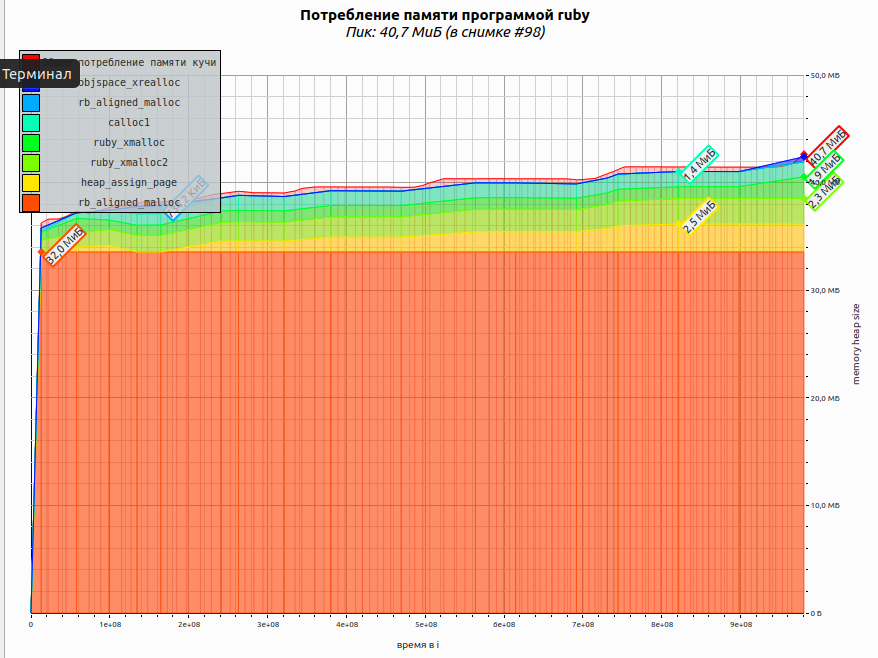 Потребление памяти программой ruby
Пик: 40,7 МиБ (в снимке #98)
потребление памяти кучи
Терминал
objspace_xrealloc
rb_aligned_malloc
calloc1
ruby_xmalloc
ruby_xmalloc2
heap_assign_page
rb_aligned_malloc
50,0 МБ
40,7 МиБ
1,4 МиБ
2,3 МиБ
2,5 МиБ
32,0 МиБ
30,0 МБ
memory heap size
20,0 МБ
10,0 МБ
0 Б
0 1e+08 2e+08 3e+08 4e+08 5e+08 6e+08 7e+08 8e+08 9e+08
время в i